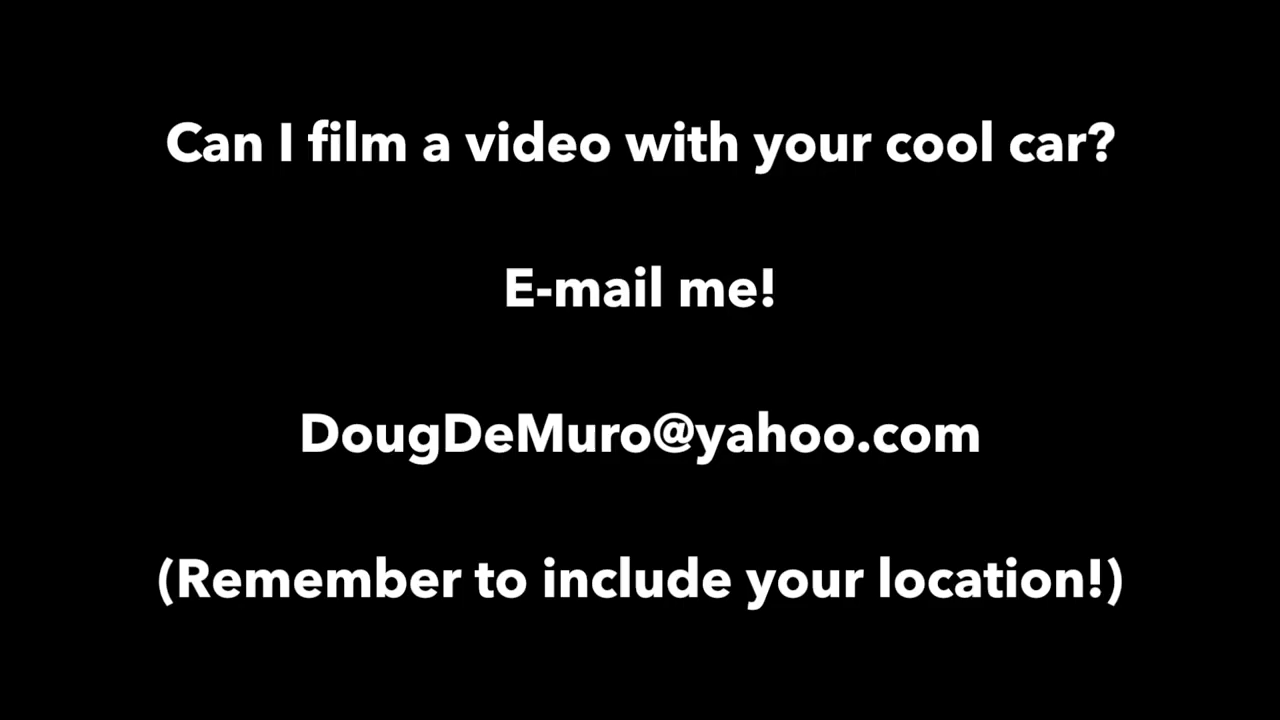 Can I film a video with your cool car?
E-mail me!
DougDeMuro@yahoo.com
(Remember to include your location!)